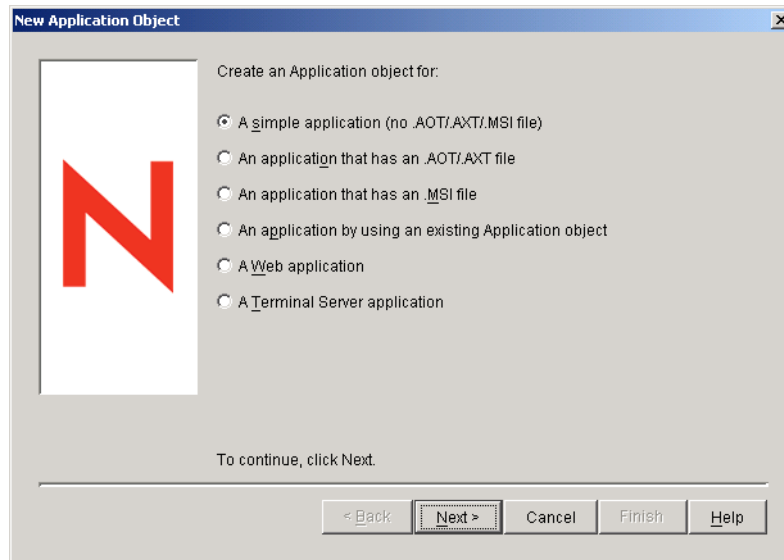 New Application Object
Create an Application object for:
A simple application (no .AOT/.AXT/.MSI file)
An application that has an .AOT/.AXT file
An application that has an .MSI file
An application by using an existing Application object
A Web application
A Terminal Server application
N
To continue, click Next.
< Back Next > Cancel Finish Help